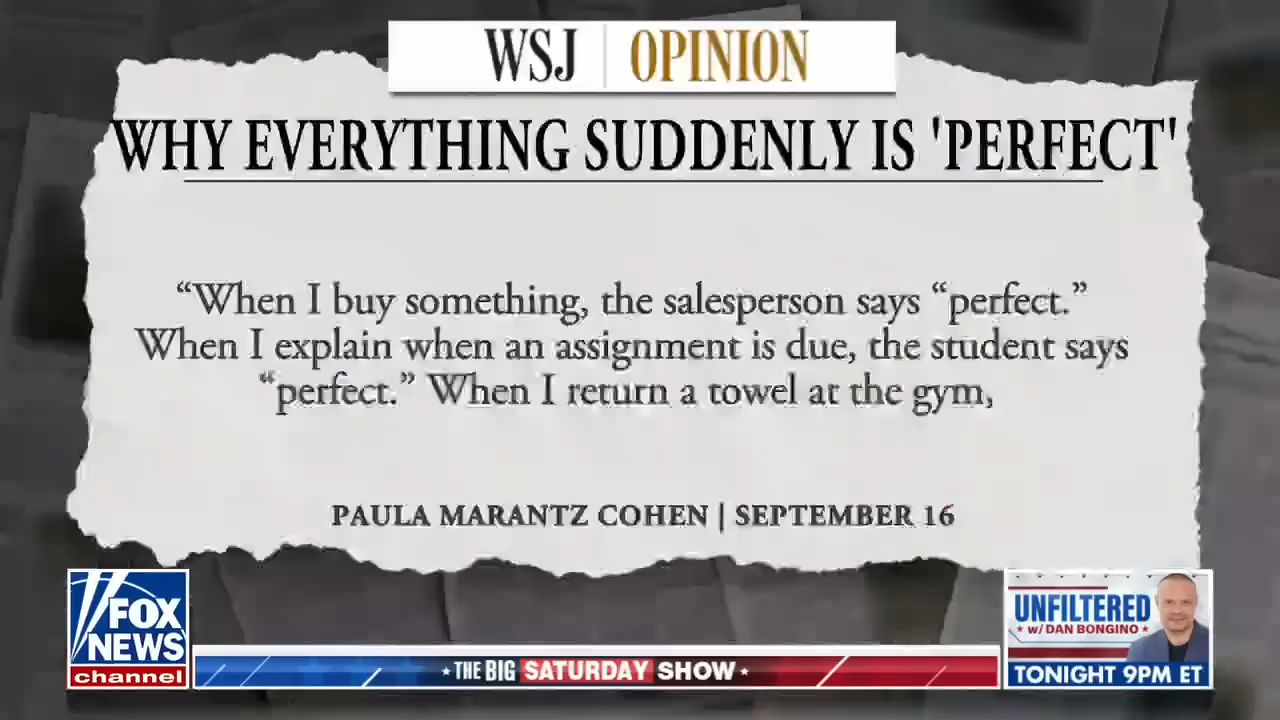 WSJ | OPINION
WHY EVERYTHING SUDDENLY IS 'PERFECT'
“When I buy something, the salesperson says “perfect.”
When I explain when an assignment is due, the student says
“perfect.” When I return a towel at the gym,
PAULA MARANTZ COHEN | SEPTEMBER 16
FOX
NEWS
channel
THE BIG SATURDAY SHOW
UNFILTERED
w/ DAN BONGINO
TONIGHT 9PM ET